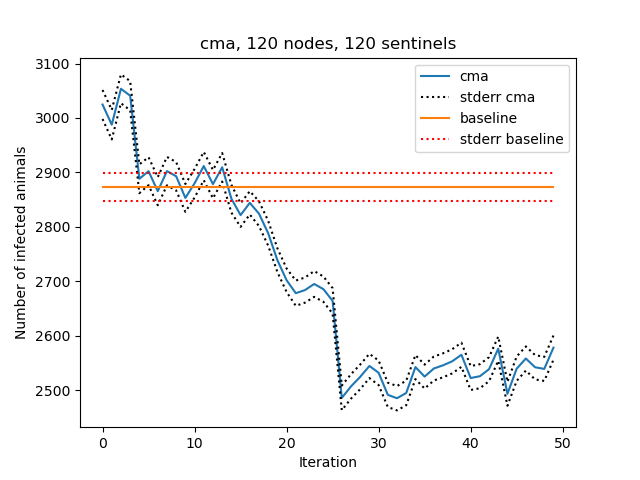 cma, 120 nodes, 120 sentinels
3100
3000
2900
2800
2700
2600
2500
Number of infected animals
cma
stderr cma
baseline
stderr baseline
0 10 20 30 40 50
Iteration